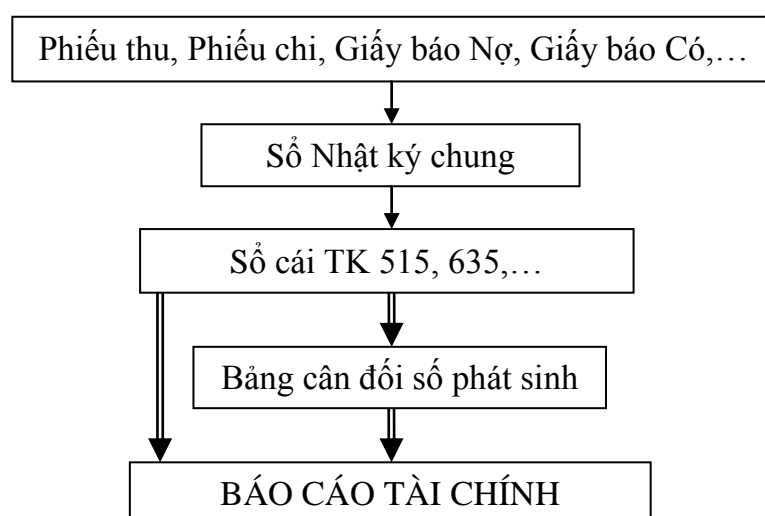 Phiếu thu, Phiếu chi, Giấy báo Nợ, Giấy báo Có,…
Sổ Nhật ký chung
Sổ cái TK 515, 635,…
Bảng cân đối số phát sinh
BÁO CÁO TÀI CHÍNH